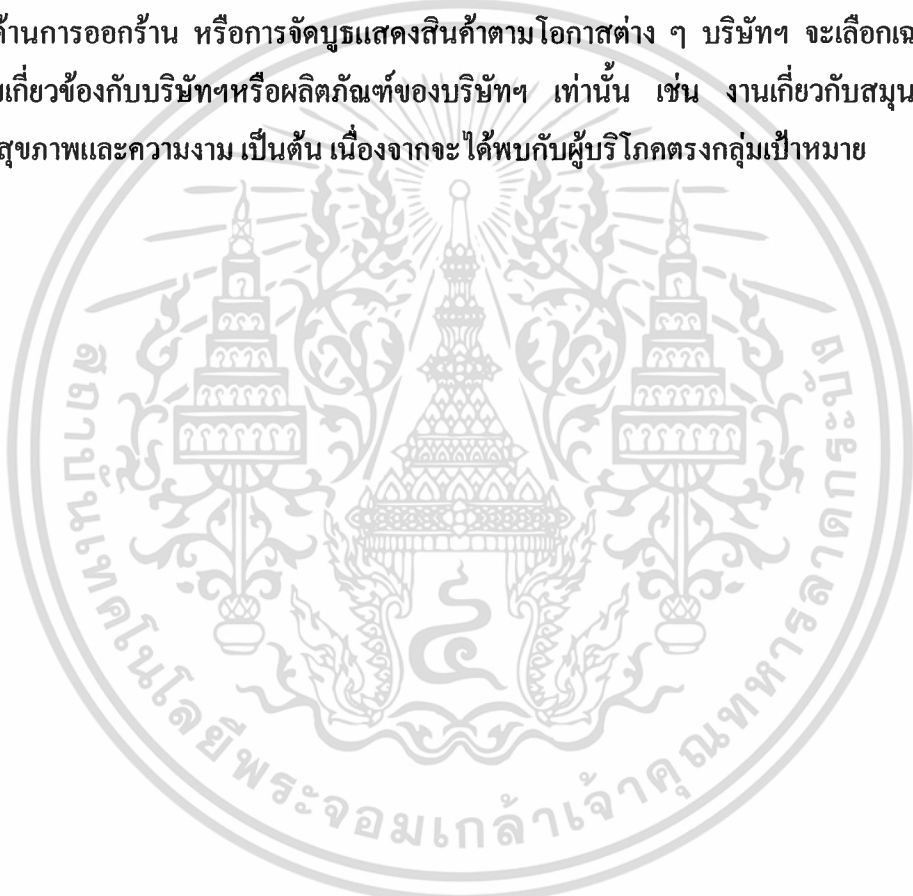 ด้านการออกร้าน หรือการจัดบูธแสดงสินค้าตามโอกาสต่าง ๆ บริษัทฯ จะเลือกเฉ
เกี่ยวข้องกับบริษัทฯหรือผลิตภัณฑ์ของบริษัทฯ เท่านั้น เช่น งานเกี่ยวกับสมุน
สุขภาพและความงาม เป็นต้น เนื่องจากจะได้พบกับผู้บริโภคตรงกลุ่มเป้าหมาย
สถาบันเทคโนโลยีพระจอมเกล้าเจ้าคุณทหารลาดกระบัง